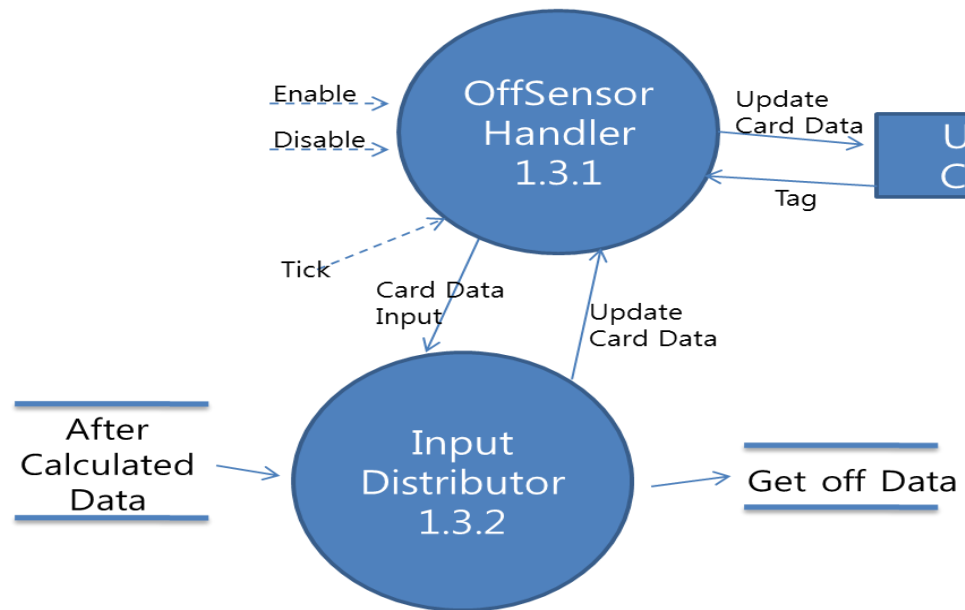 Enable
Disable
Tick
OffSensor
Handler
1.3.1
Update
Card Data
Tag
Card Data
Input
Update
Card Data
After
Calculated
Data
Input
Distributor
1.3.2
Get off Data